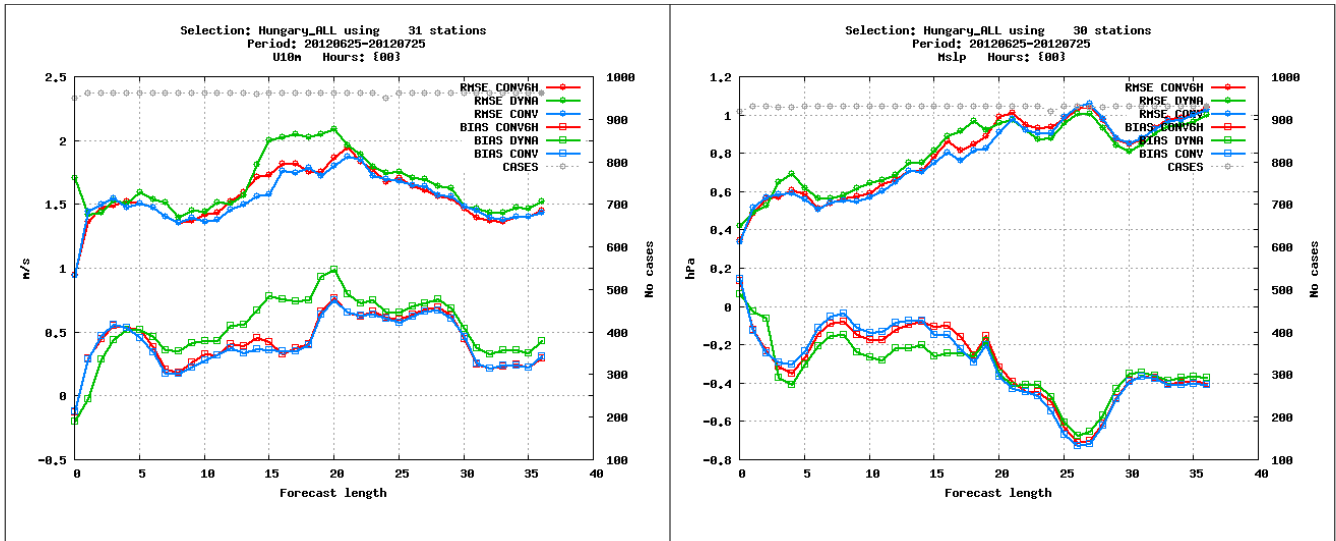 Selection: Hungary_ALL using 31 stations
Period: 20120625-20120725
U10m Hours: {00}
2.5
2
1.5
1
0.5
0
-0.5
m/s
1000
900
800
700
600
500
400
300
200
100
No cases
RMSE CONV6H
RMSE DYNA
RMSE CONV
BIAS CONV6H
BIAS DYNA
BIAS CONV
CASES
0 5 10 15 20 25 30 35 40
Forecast length
Selection: Hungary_ALL using 30 stations
Period: 20120625-20120725
Mslp Hours: {00}
1.2
1
0.8
0.6
0.4
0.2
0
-0.2
-0.4
-0.6
-0.8
hPa
1000
900
800
700
600
500
400
300
200
100
No cases
RMSE CONV6H
RMSE DYNA
RMSE CONV
BIAS CONV6H
BIAS DYNA
BIAS CONV
CASES
0 5 10 15 20 25 30 35 40
Forecast length